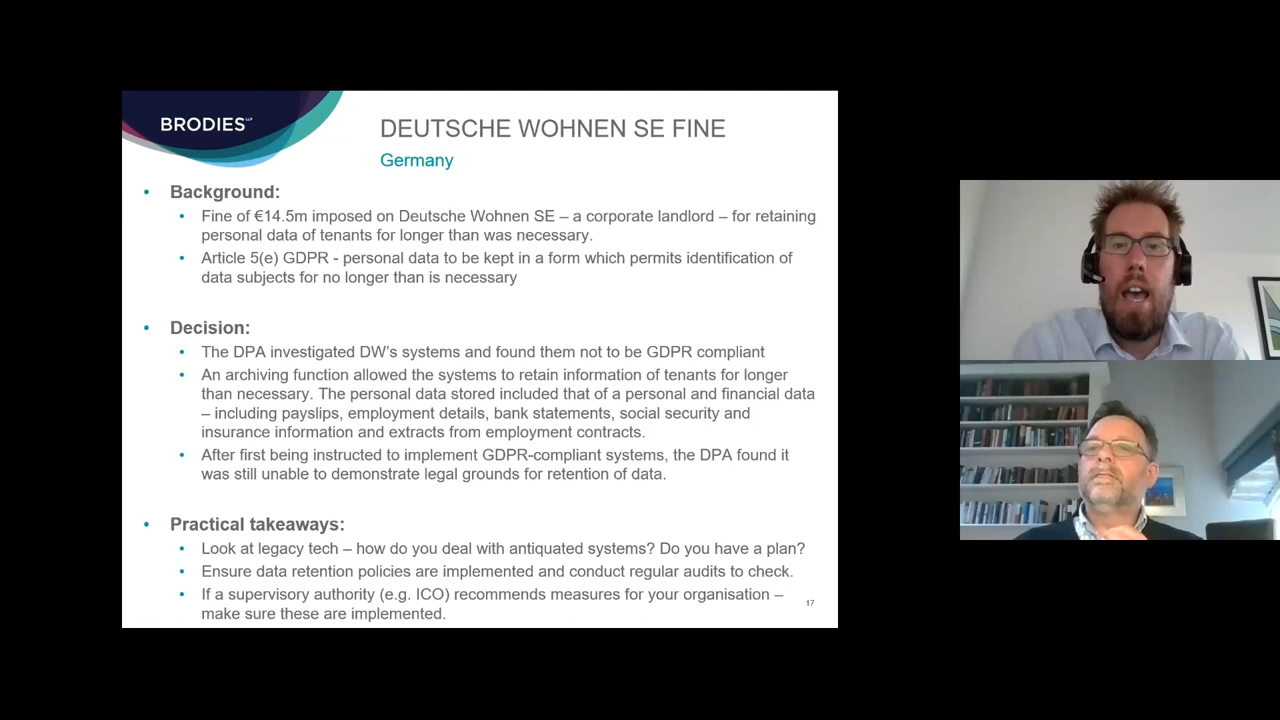 BRODIES LLP
DEUTSCHE WOHNEN SE FINE
Germany
• Background:
• Fine of €14.5m imposed on Deutsche Wohnen SE – a corporate landlord – for retaining
personal data of tenants for longer than was necessary.
• Article 5(e) GDPR - personal data to be kept in a form which permits identification of
data subjects for no longer than is necessary
• Decision:
• The DPA investigated DW's systems and found them not to be GDPR compliant
• An archiving function allowed the systems to retain information of tenants for longer
than necessary. The personal data stored included that of a personal and financial data
– including payslips, employment details, bank statements, social security and
insurance information and extracts from employment contracts.
• After first being instructed to implement GDPR-compliant systems, the DPA found it
was still unable to demonstrate legal grounds for retention of data.
• Practical takeaways:
• Look at legacy tech – how do you deal with antiquated systems? Do you have a plan?
• Ensure data retention policies are implemented and conduct regular audits to check.
• If a supervisory authority (e.g. ICO) recommends measures for your organisation –
make sure these are implemented.
17